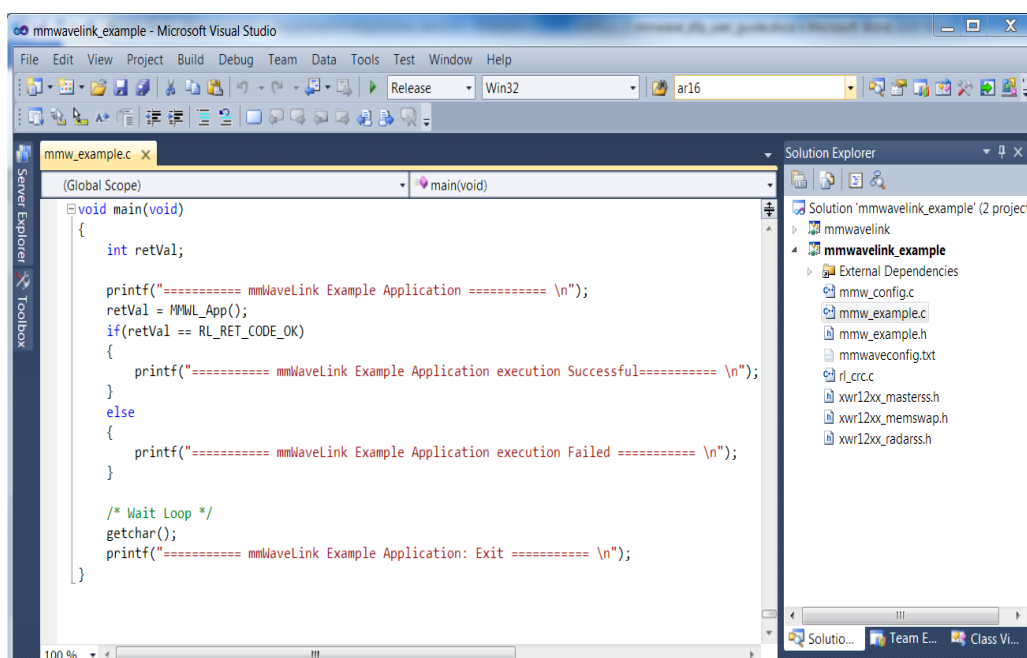 mmwavelink_example - Microsoft Visual Studio
File Edit View Project Build Debug Team Data Tools Test Window Help
Release Win32 ar16
Server Explorer
Toolbox
mmw_example.c X
(Global Scope) main(void)
void main(void)
{
int retVal;
printf("=========== mmWaveLink Example Application =========== \n");
retVal = MMWL_App();
if(retVal == RL_RET_CODE_OK)
{
printf("=========== mmWaveLink Example Application execution Successful=========== \n");
}
else
{
printf("=========== mmWaveLink Example Application execution Failed =========== \n");
}
/* Wait Loop */
getchar();
printf("=========== mmWaveLink Example Application: Exit =========== \n");
}
100 %
Solution Explorer
Solution 'mmwavelink_example' (2 project
mmwavelink
mmwavelink_example
External Dependencies
mmw_config.c
mmw_example.c
mmw_example.h
mmwaveconfig.txt
rl_crc.c
xwr12xx_masterss.h
xwr12xx_memswap.h
xwr12xx_radarss.h
Solutio... Team E... Class Vi...